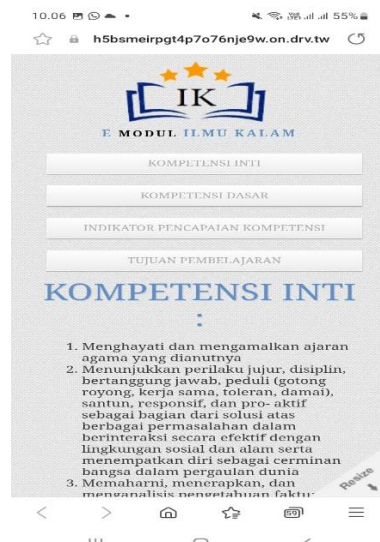 10.06 55%
h5bsmeirpgt4p7o76nje9w.on.drv.tw
IK
E MODUL ILMU KALAM
KOMPETENSI INTI
KOMPETENSI DASAR
INDIKATOR PENCAPAIAN KOMPETENSI
TUJUAN PEMBELAJARAN
KOMPETENSI INTI
:
1. Menghayati dan mengamalkan ajaran
agama yang dianutnya
2. Menunjukkan perilaku jujur, disiplin,
bertanggung jawab, peduli (gotong
royong, kerja sama, toleran, damai),
santun, responsif, dan pro- aktif
sebagai bagian dari solusi atas
berbagai permasalahan dalam
berinteraksi secara efektif dengan
lingkungan sosial dan alam serta
menempatkan diri sebagai cerminan
bangsa dalam pergaulan dunia
3. Memaharni, menerapkan, dan
menganalisis pengetahuan
Resize